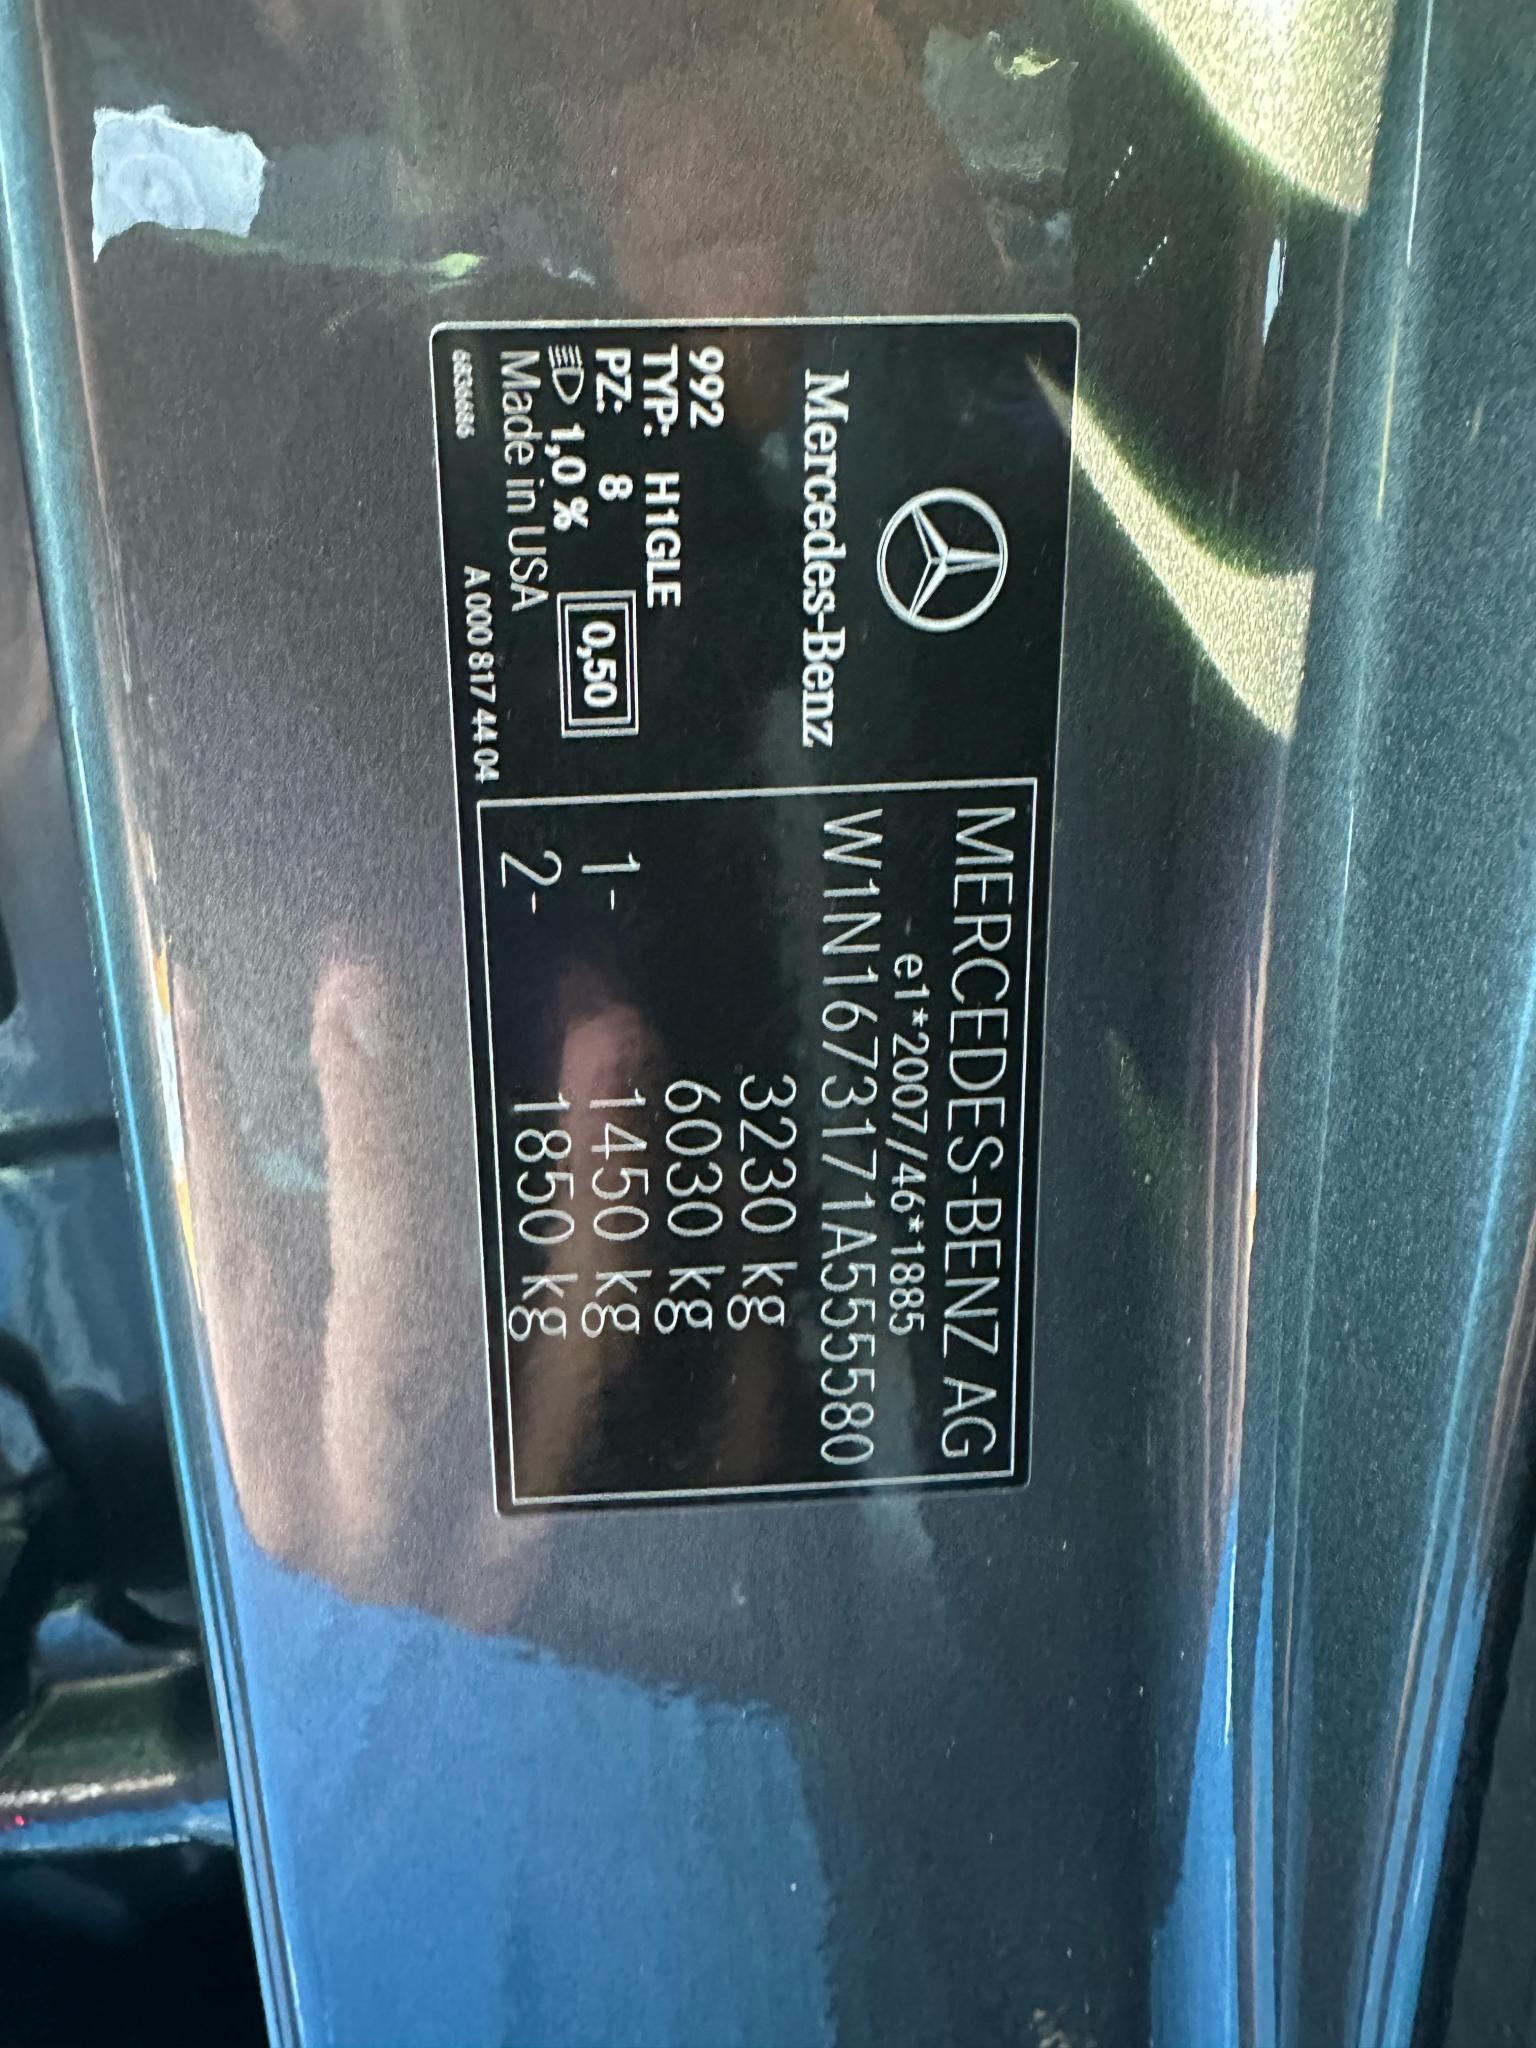 Mercedes-Benz
992
TYP: H1GLE
PZ: 8
1,0 %
0,50
Made in USA
6836686
A 000 817 44 04
MERCEDES-BENZ AG
e1*2007//46*1885
W1N1673171A555580
3230 kg
6030 kg
1- 1450 kg
2- 1850 kg